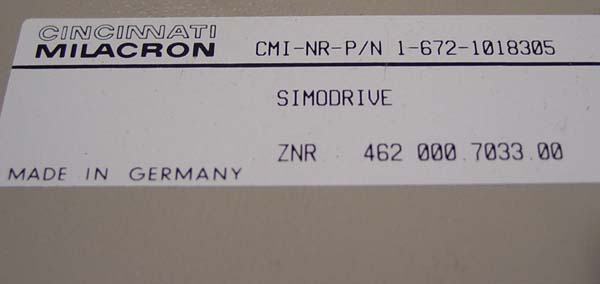 CINCINNATI
MILACRON CMI-NR-P/N 1-672-1018305
SIMODRIVE
ZNR 462 000.7033.00
MADE IN GERMANY